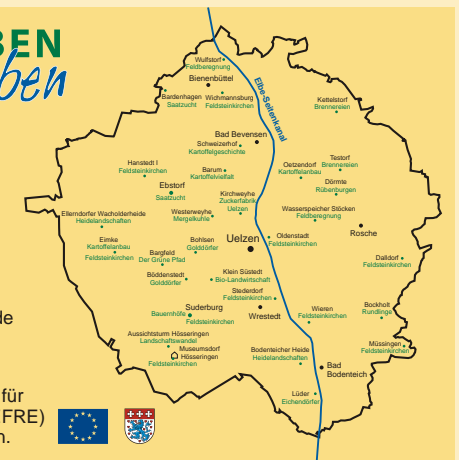 BEN
ben
Wulfstorf
Feldberegnung
Bienenbüttel
Bardenhagen
Saatzucht
Wichmannsburg
Feldsteinkirchen
Elbe-Seitenkanal
Kettelstorf
Brennereien
Bad Bevensen
Schweizerhof
Kartoffelgeschichte
Hanstedt I
Feldsteinkirchen
Barum
Kartoffelvielfalt
Oetzendorf
Kartoffelanbau
Testorf
Brennereien
Dörmte
Rübenburgen
Ebstorf
Saatzucht
Kirchweyhe
Zuckerfabrik
Uelzen
Westerweyhe
Mergelkuhle
Ellerndorfer Wacholderheide
Heidelandschaften
Wasserspeicher Stöcken
Feldberegnung
Rosche
Eimke
Kartoffelanbau
Feldsteinkirchen
Bohlsen
Golddörfer
Uelzen
Oldenstadt
Feldsteinkirchen
Bargfeld
Der Grüne Pfad
Dalldorf
Feldsteinkirchen
Böddenstedt
Golddörfer
Klein Süstedt
Bio-Landwirtschaft
Stederdorf
Feldsteinkirchen
Suderburg
Bauernhöfe
Feldsteinkirchen
Wrestedt
Wieren
Feldsteinkirchen
Bockholt
Rundlinge
Aussichtsturm Hösseringen
Landschaftswandel
Museumsdorf
Hösseringen
Feldsteinkirchen
Müssingen
Feldsteinkirchen
Bodenteicher Heide
Heidelandschaften
Bad
Bodenteich
Lüder
Eichendörfer
de
für
FRE)
n.